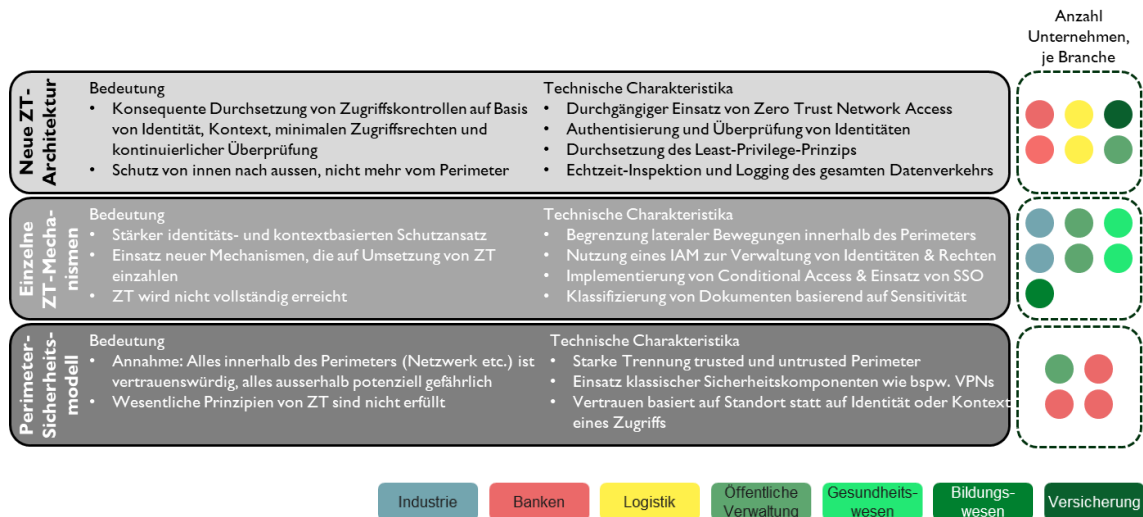 Anzahl
Unternehmen,
je Branche
Neue ZT-
Architektur
Bedeutung
• Konsequente Durchsetzung von Zugriffskontrollen auf Basis
von Identität, Kontext, minimalen Zugriffsrechten und
kontinuierlicher Überprüfung
• Schutz von innen nach aussen, nicht mehr vom Perimeter
Technische Charakteristika
• Durchgängiger Einsatz von Zero Trust Network Access
• Authentisierung und Überprüfung von Identitäten
• Durchsetzung des Least-Privilege-Prinzips
• Echtzeit-Inspektion und Logging des gesamten Datenverkehrs
Einzelne
ZT-Mecha-
nismen
Bedeutung
• Stärker identitäts- und kontextbasierten Schutzansatz
• Einsatz neuer Mechanismen, die auf Umsetzung von ZT
einzahlen
• ZT wird nicht vollständig erreicht
Technische Charakteristika
• Begrenzung lateraler Bewegungen innerhalb des Perimeters
• Nutzung eines IAM zur Verwaltung von Identitäten & Rechten
• Implementierung von Conditional Access & Einsatz von SSO
• Klassifizierung von Dokumenten basierend auf Sensitivität
Perimeter-
Sicherheits-
modell
Bedeutung
• Annahme: Alles innerhalb des Perimeters (Netzwerk etc.) ist
vertrauenswürdig, alles ausserhalb potenziell gefährlich
• Wesentliche Prinzipien von ZT sind nicht erfüllt
Technische Charakteristika
• Starke Trennung trusted und untrusted Perimeter
• Einsatz klassischer Sicherheitskomponenten wie bspw. VPNs
• Vertrauen basiert auf Standort statt auf Identität oder Kontext
eines Zugriffs
Industrie
Banken
Logistik
Öffentliche
Verwaltung
Gesundheits-
wesen
Bildungs-
wesen
Versicherung